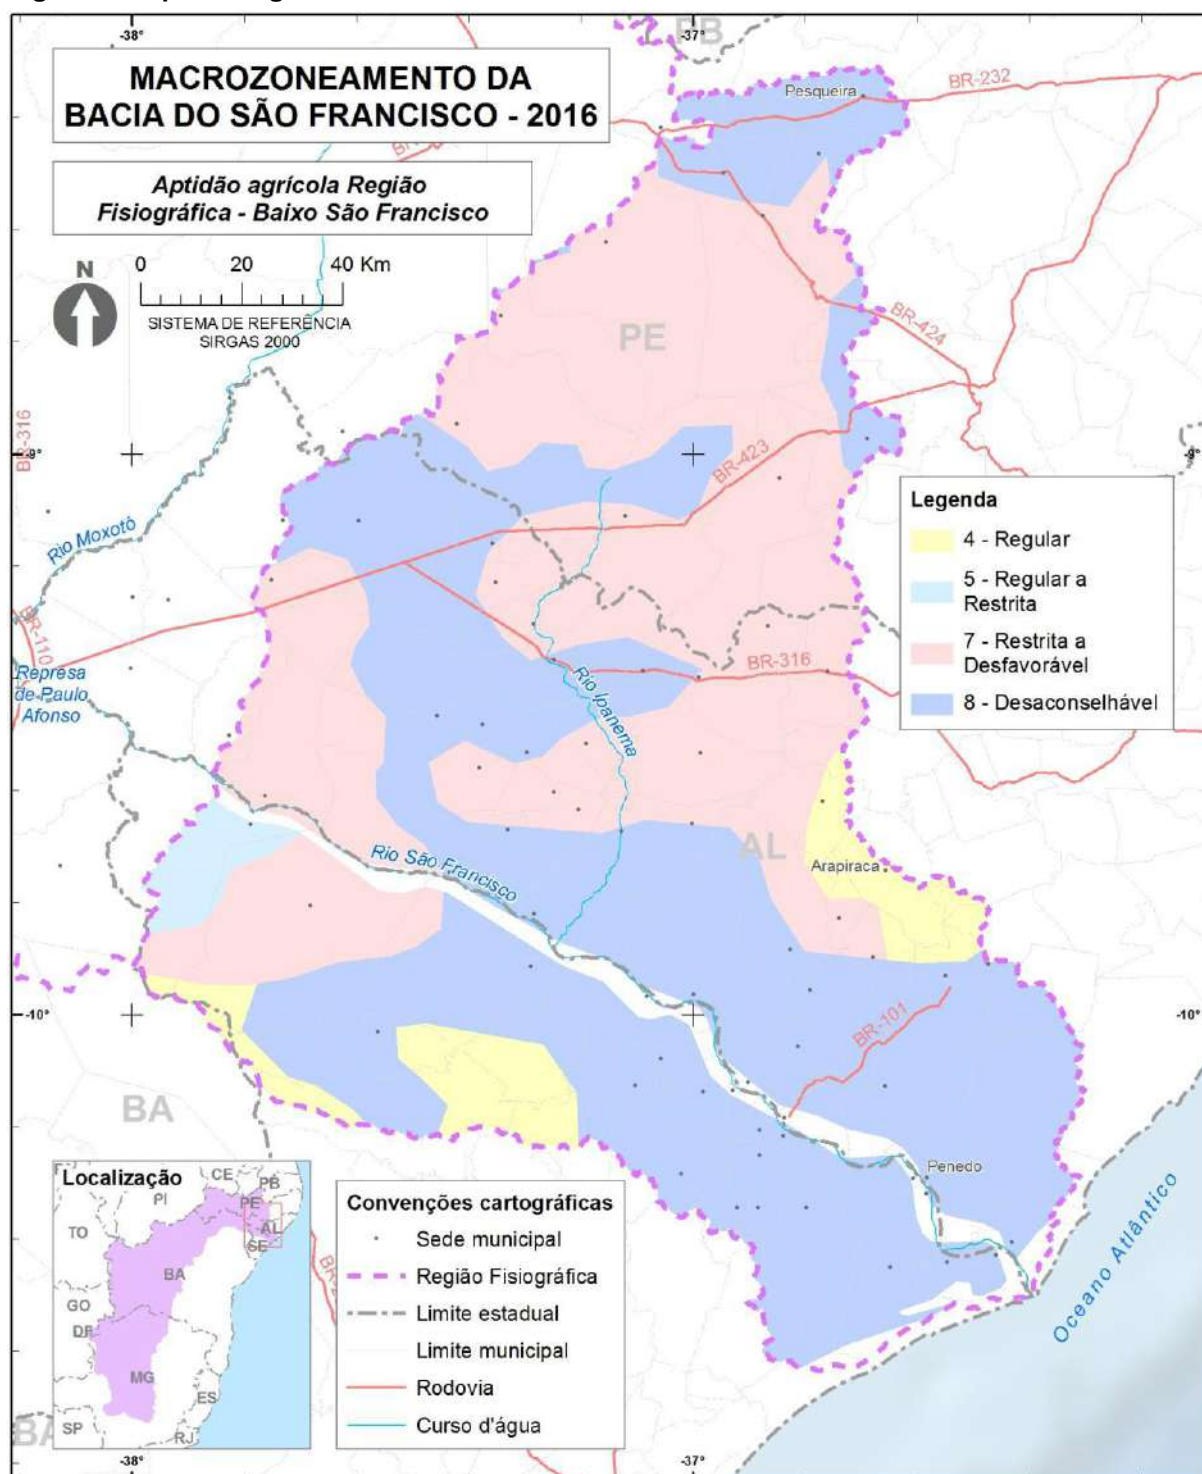 -38°
-37°
PB
MACROZONEAMENTO DA
BACIA DO SÃO FRANCISCO - 2016
Aptidão agrícola Região
Fisiográfica - Baixo São Francisco
N
0 20 40 Km
SISTEMA DE REFERÊNCIA
SIRGAS 2000
Pesqueira
BR-232
PE
BR-424
BR-316
-9°
-9°
BR-423
Rio Moxotó
BR-110
Represa
de Paulo
Afonso
Rio Ipanema
BR-316
Legenda
4 - Regular
5 - Regular a
Restrita
7 - Restrita a
Desfavorável
8 - Desaconselhável
Rio São Francisco
AL
Arapiraca
-10°
-10°
BR-101
BA
Penedo
Oceano Atlântico
Localização
CE
PB
PI
PE
TO
AL
SE
BA
GO
DF
MG
ES
SP
RJ
BA
Convenções cartográficas
Sede municipal
Região Fisiográfica
Limite estadual
Limite municipal
Rodovia
Curso d'água
-38°
-37°